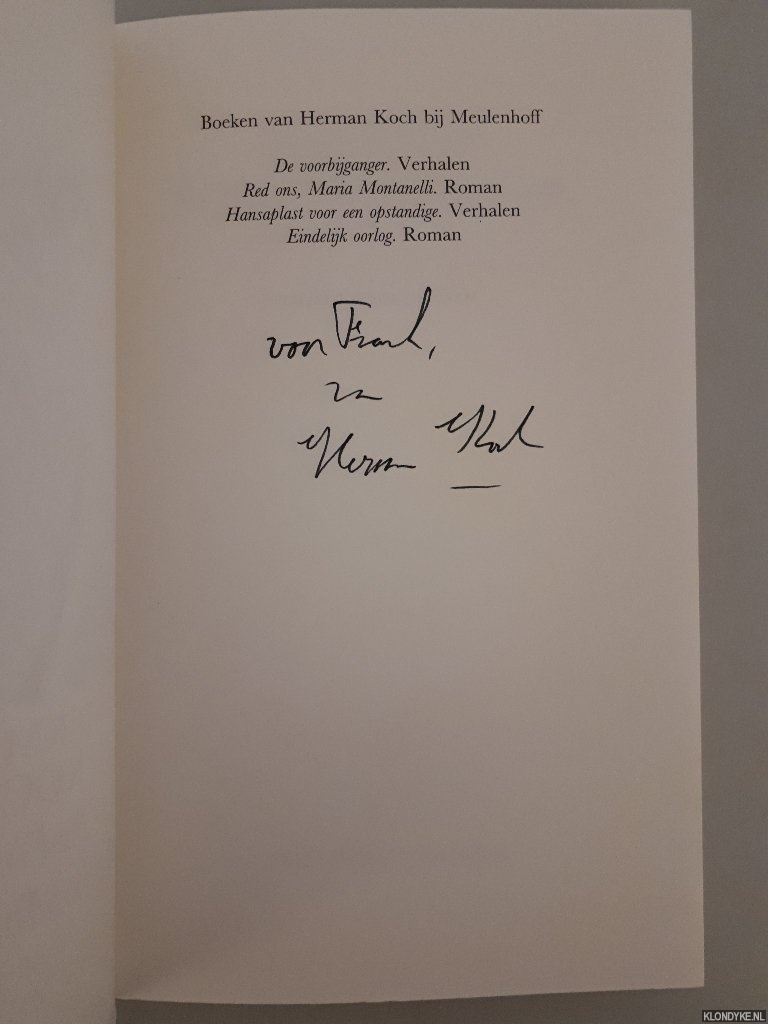 Boeken van Herman Koch bij Meulenhoff
De voorbijganger. Verhalen
Red ons, Maria Montanelli. Roman
Hansaplast voor een opstandige. Verhalen
Eindelijk oorlog. Roman
voor Frank,
van
Herman Koch
KLONDYKE.NL